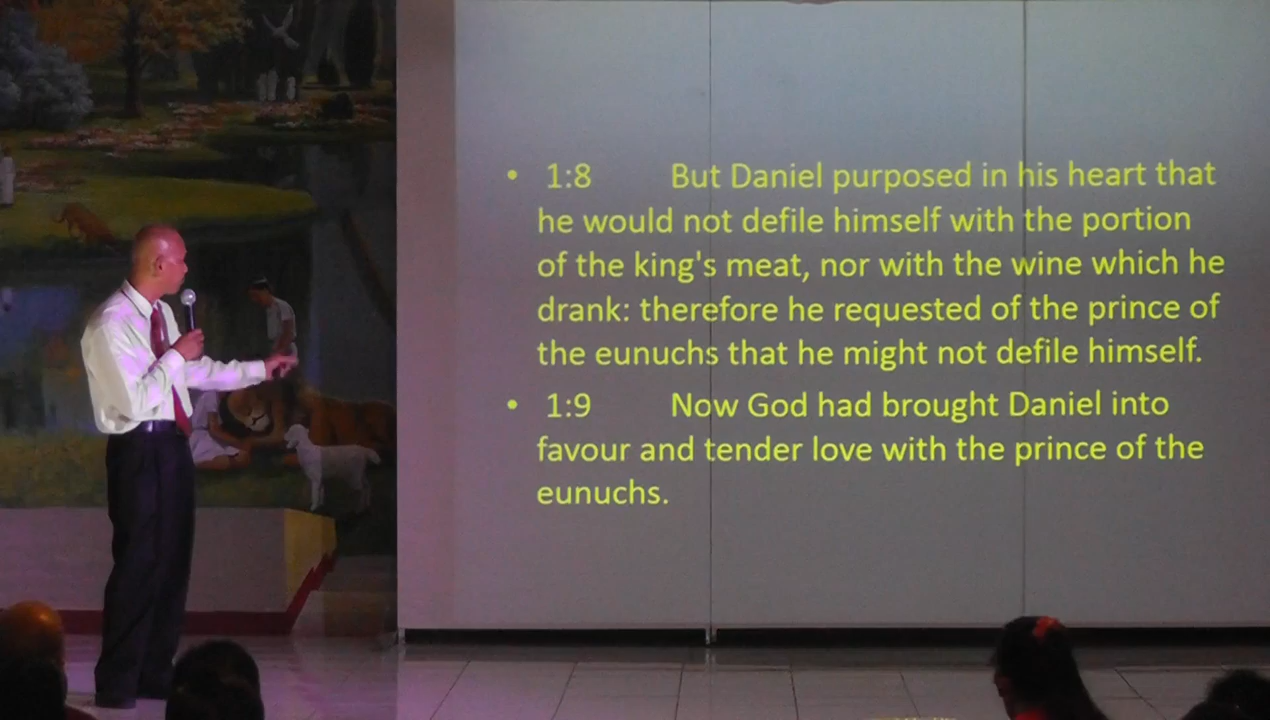 • 1:8 But Daniel purposed in his heart that
he would not defile himself with the portion
of the king's meat, nor with the wine which he
drank: therefore he requested of the prince of
the eunuchs that he might not defile himself.
• 1:9 Now God had brought Daniel into
favour and tender love with the prince of the
eunuchs.